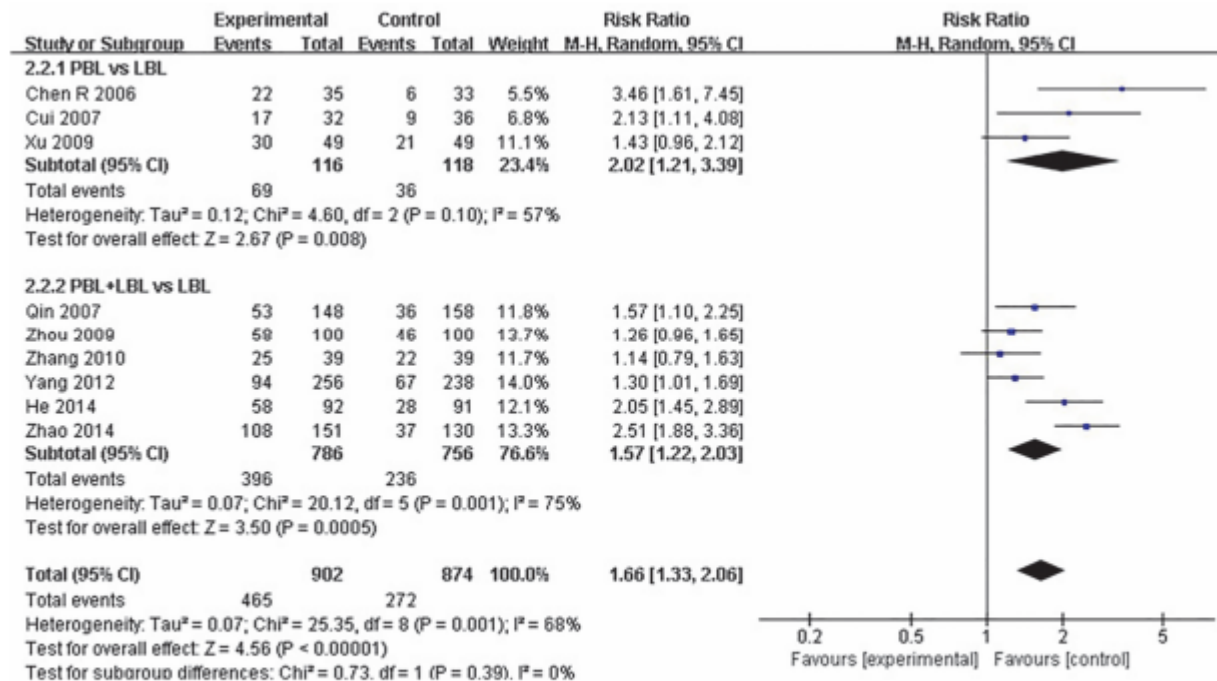 Experimental Control Risk Ratio Risk Ratio
Study or Subgroup Events Total Events Total Weight M-H, Random, 95% CI M-H, Random, 95% CI
2.2.1 PBL vs LBL
Chen R 2006 22 35 6 33 5.5% 3.46 [1.61, 7.45]
Cui 2007 17 32 9 36 6.8% 2.13 [1.11, 4.08]
Xu 2009 30 49 21 49 11.1% 1.43 [0.96, 2.12]
Subtotal (95% CI) 116 118 23.4% 2.02 [1.21, 3.39]
Total events 69 36
Heterogeneity: Tau² = 0.12; Chi² = 4.60, df = 2 (P = 0.10); I² = 57%
Test for overall effect: Z = 2.67 (P = 0.008)
2.2.2 PBL+LBL vs LBL
Qin 2007 53 148 36 158 11.8% 1.57 [1.10, 2.25]
Zhou 2009 58 100 46 100 13.7% 1.26 [0.96, 1.65]
Zhang 2010 25 39 22 39 11.7% 1.14 [0.79, 1.63]
Yang 2012 94 256 67 238 14.0% 1.30 [1.01, 1.69]
He 2014 58 92 28 91 12.1% 2.05 [1.45, 2.89]
Zhao 2014 108 151 37 130 13.3% 2.51 [1.88, 3.36]
Subtotal (95% CI) 786 756 76.6% 1.57 [1.22, 2.03]
Total events 396 236
Heterogeneity: Tau² = 0.07; Chi² = 20.12, df = 5 (P = 0.001); I² = 75%
Test for overall effect: Z = 3.50 (P = 0.0005)
Total (95% CI) 902 874 100.0% 1.66 [1.33, 2.06]
Total events 465 272
Heterogeneity: Tau² = 0.07; Chi² = 25.35, df = 8 (P = 0.001); I² = 68%
Test for overall effect: Z = 4.56 (P < 0.00001)
Test for subgroup differences: Chi² = 0.73, df = 1 (P = 0.39), I² = 0%
0.2 0.5 1 2 5
Favours [experimental] Favours [control]